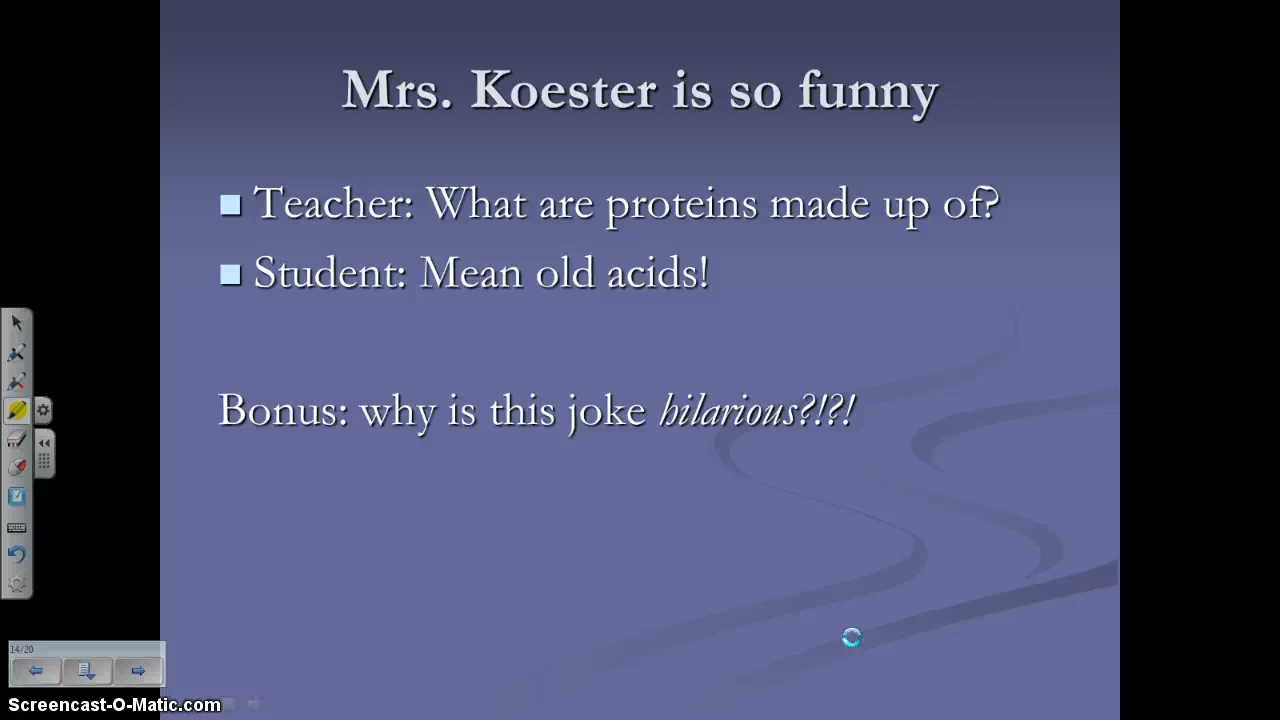 Mrs. Koester is so funny
Teacher: What are proteins made up of?
Student: Mean old acids!
Bonus: why is this joke hilarious?!?!
14/20
Screencast-O-Matic.com